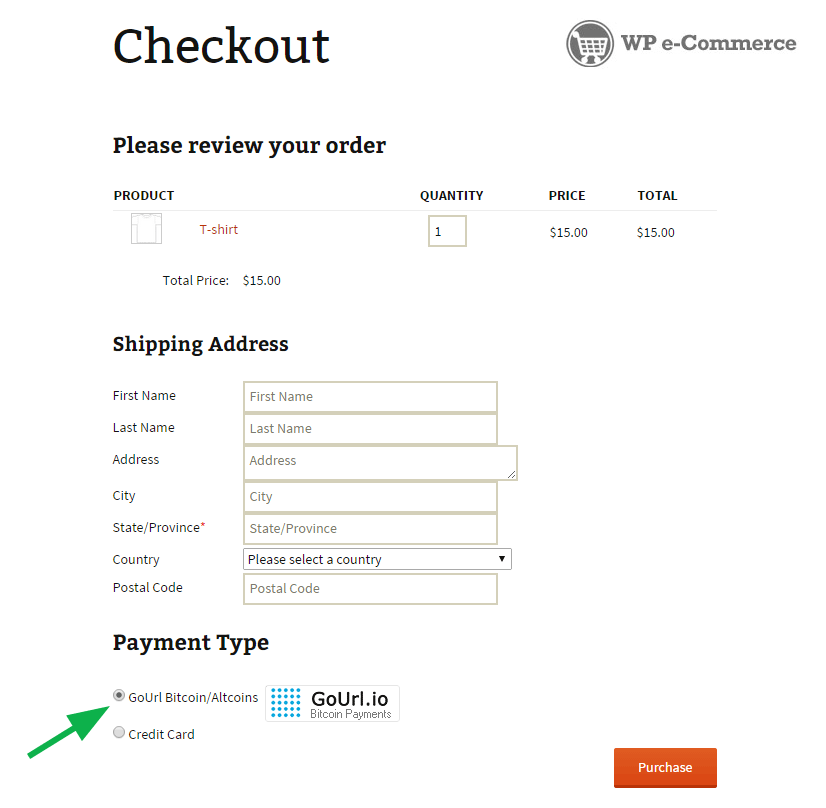 Checkout
WP e-Commerce
Please review your order
PRODUCT QUANTITY PRICE TOTAL
T-shirt 1 $15.00 $15.00
Total Price: $15.00
Shipping Address
First Name First Name
Last Name Last Name
Address Address
City City
State/Province* State/Province
Country Please select a country
Postal Code Postal Code
Payment Type
GoUrl Bitcoin/Altcoins GoUrl.io
Bitcoin Payments
Credit Card
Purchase